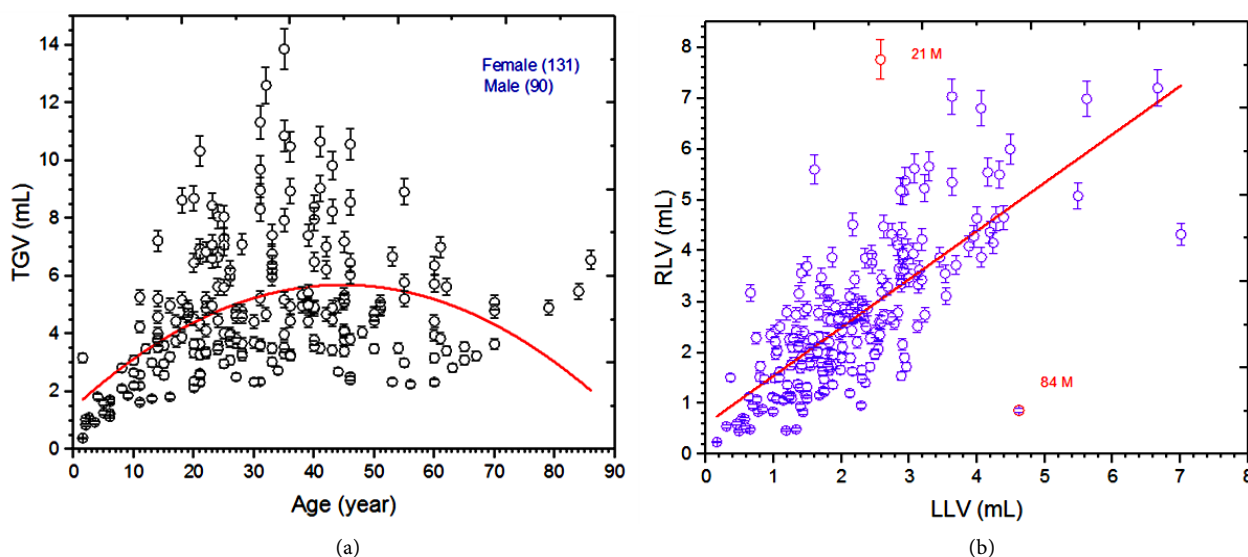 14
12
10
8
6
4
2
0
TGV (mL)
Female (131)
Male (90)
0 10 20 30 40 50 60 70 80 90
Age (year)
(a)
8
7
6
5
4
3
2
1
0
RLV (mL)
21 M
84 M
0 1 2 3 4 5 6 7 8
LLV (mL)
(b)